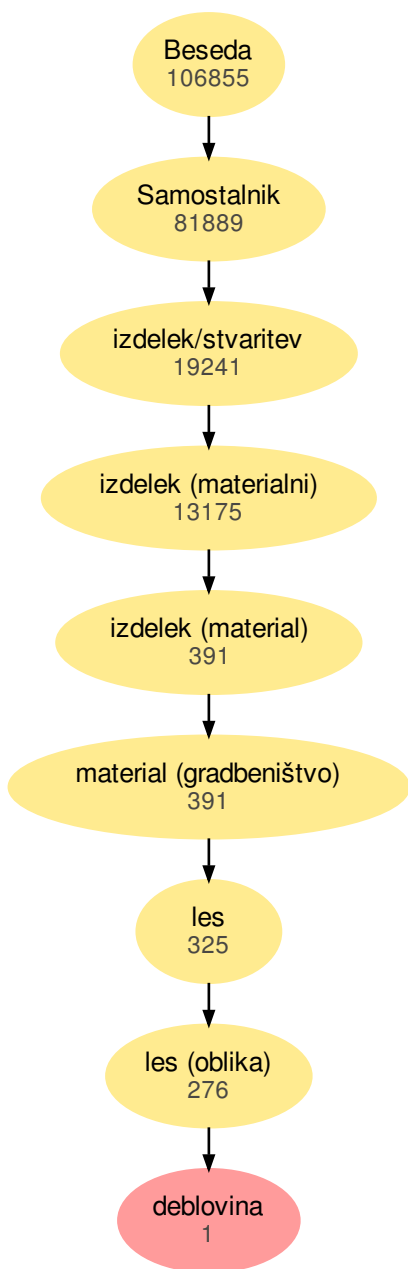 Beseda
106855
Samostalnik
81889
izdelek/stvaritev
19241
izdelek (materialni)
13175
izdelek (material)
391
material (gradbeništvo)
391
les
325
les (oblika)
276
deblovina
1